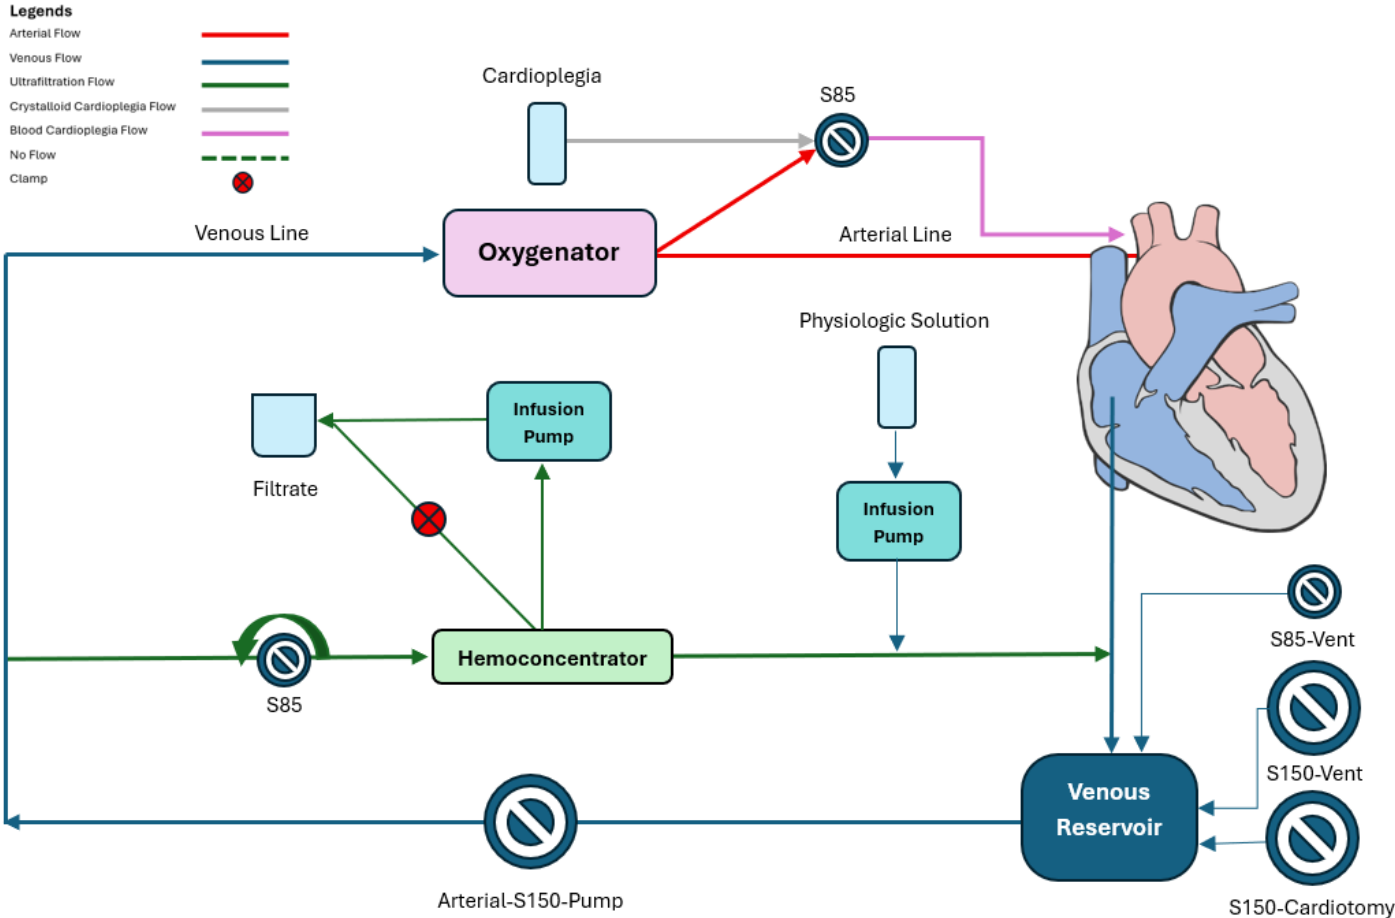 Legends
Arterial Flow
Venous Flow
Ultrafiltration Flow
Crystalloid Cardioplegia Flow
Blood Cardioplegia Flow
No Flow
Clamp
Cardioplegia
S85
Venous Line
Oxygenator
Arterial Line
Physiologic Solution
Infusion
Pump
Filtrate
Infusion
Pump
Hemoconcentrator
S85
S85-Vent
S150-Vent
Venous
Reservoir
Arterial-S150-Pump
S150-Cardiotomy